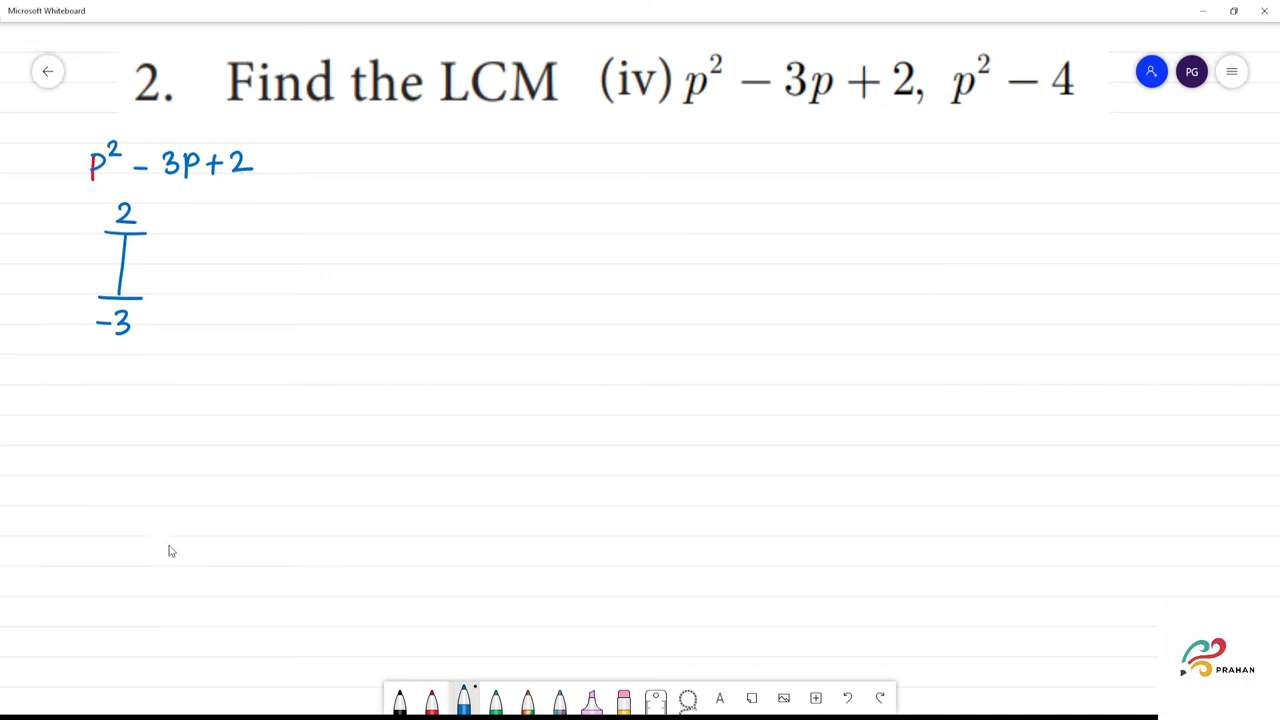 Microsoft Whiteboard
2. Find the LCM (iv) p² − 3p + 2, p² − 4
PG
p² - 3p + 2
2
-3
A
PRAHAN